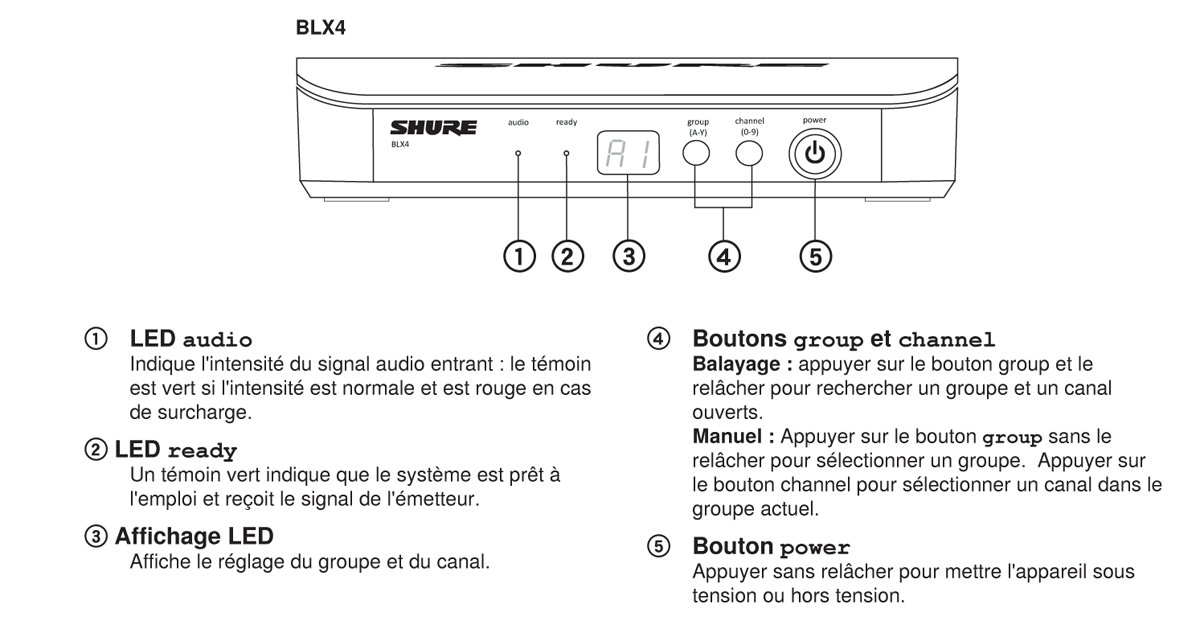 BLX4
SHURE
SHURE
BLX4
audio
ready
A1
group
(A-Y)
channel
(0-9)
power
1
2
3
4
5
1 LED audio
Indique l'intensité du signal audio entrant : le témoin
est vert si l'intensité est normale et est rouge en cas
de surcharge.
2 LED ready
Un témoin vert indique que le système est prêt à
l'emploi et reçoit le signal de l'émetteur.
3 Affichage LED
Affiche le réglage du groupe et du canal.
4 Boutons group et channel
Balayage : appuyer sur le bouton group et le
relâcher pour rechercher un groupe et un canal
ouverts.
Manuel : Appuyer sur le bouton group sans le
relâcher pour sélectionner un groupe. Appuyer sur
le bouton channel pour sélectionner un canal dans le
groupe actuel.
5 Bouton power
Appuyer sans relâcher pour mettre l'appareil sous
tension ou hors tension.